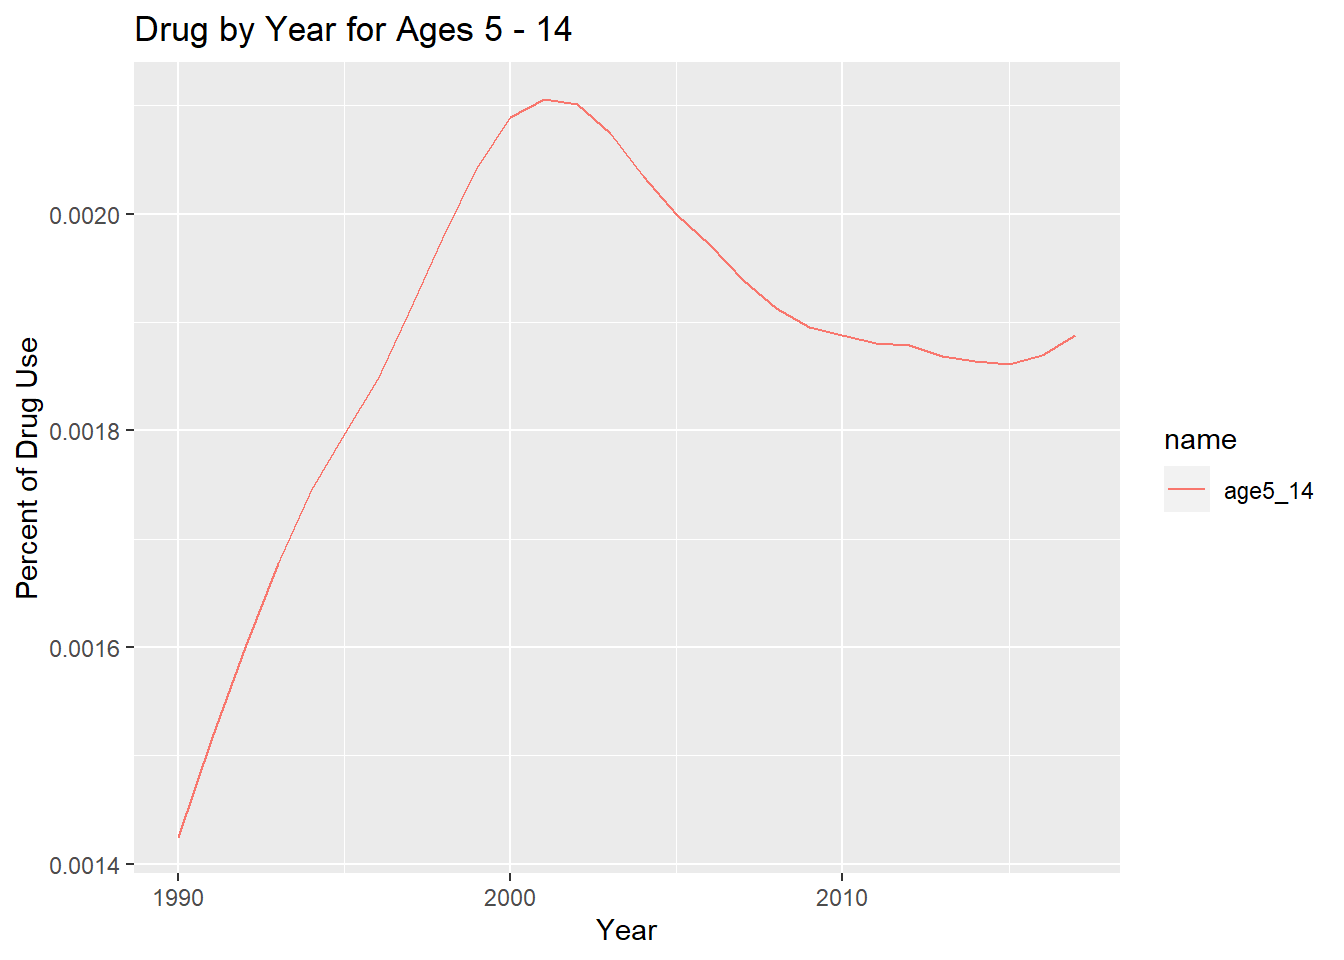 Drug by Year for Ages 5 - 14
Percent of Drug Use
0.0020
0.0018
0.0016
0.0014
1990
2000
2010
Year
name
age5_14